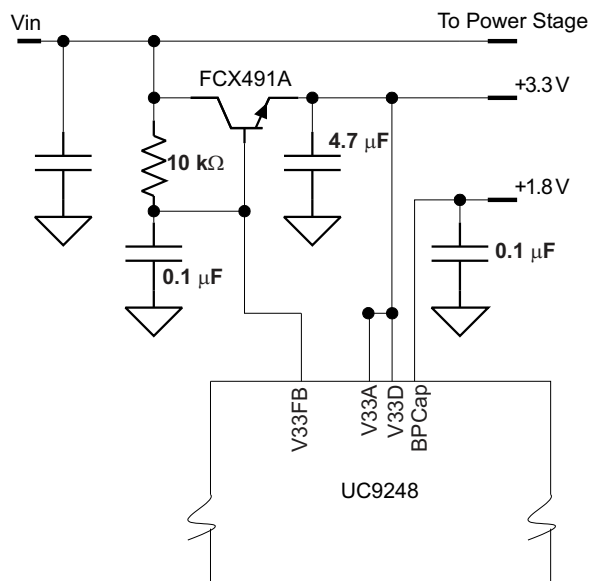 Vin
To Power Stage
FCX491A
+3.3 V
4.7 μF
10 kΩ
+1.8 V
0.1 μF
0.1 μF
V33FB
V33A
V33D
BPCap
UC9248